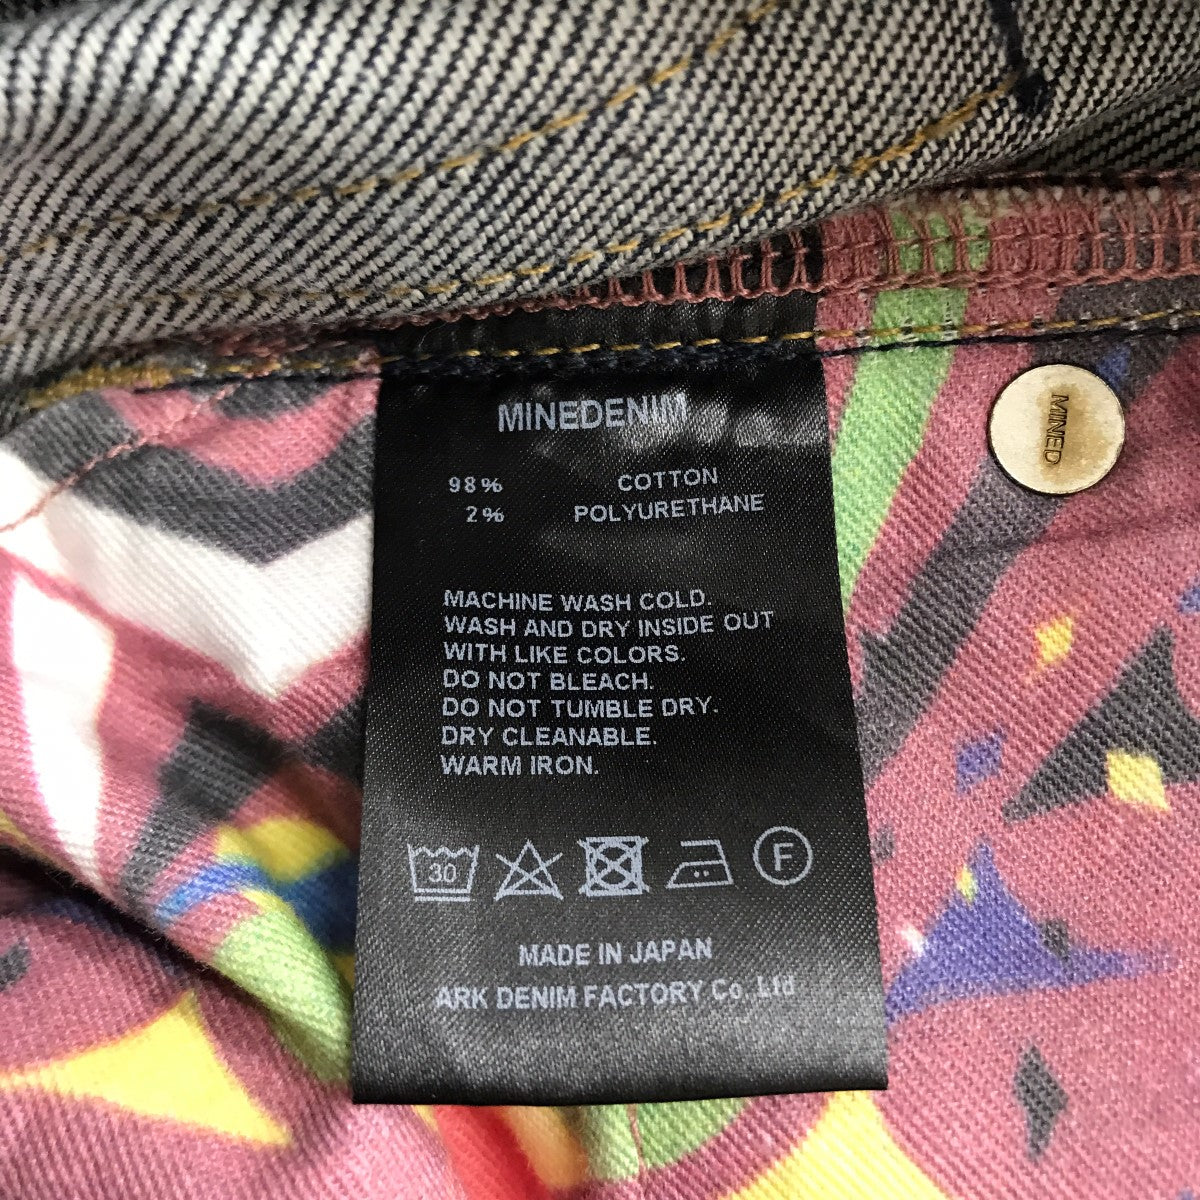 MINEDENIM
98% COTTON
2% POLYURETHANE
MACHINE WASH COLD.
WASH AND DRY INSIDE OUT
WITH LIKE COLORS.
DO NOT BLEACH.
DO NOT TUMBLE DRY.
DRY CLEANABLE.
WARM IRON.
30 F
MADE IN JAPAN
ARK DENIM FACTORY Co.,Ltd
MINED